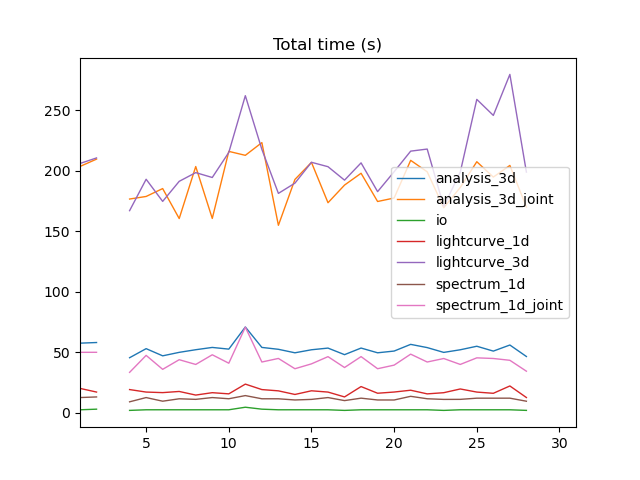 Total time (s)
250
200
150
100
50
0
5
10
15
20
25
30
analysis_3d
analysis_3d_joint
io
lightcurve_1d
lightcurve_3d
spectrum_1d
spectrum_1d_joint